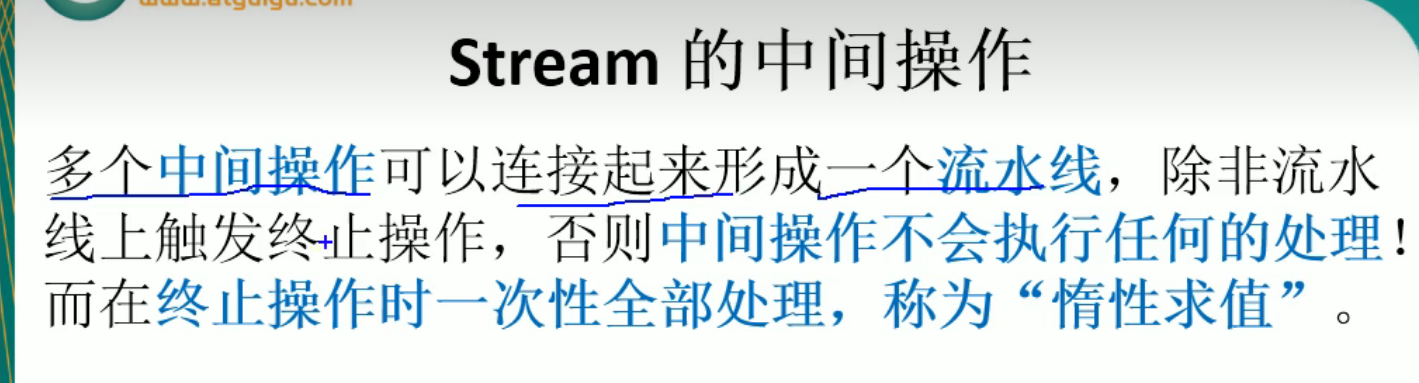 www.atguigu.com
Stream 的中间操作
多个中间操作可以连接起来形成一个流水线，除非流水
线上触发终止操作，否则中间操作不会执行任何的处理！
而在终止操作时一次性全部处理，称为“惰性求值”。